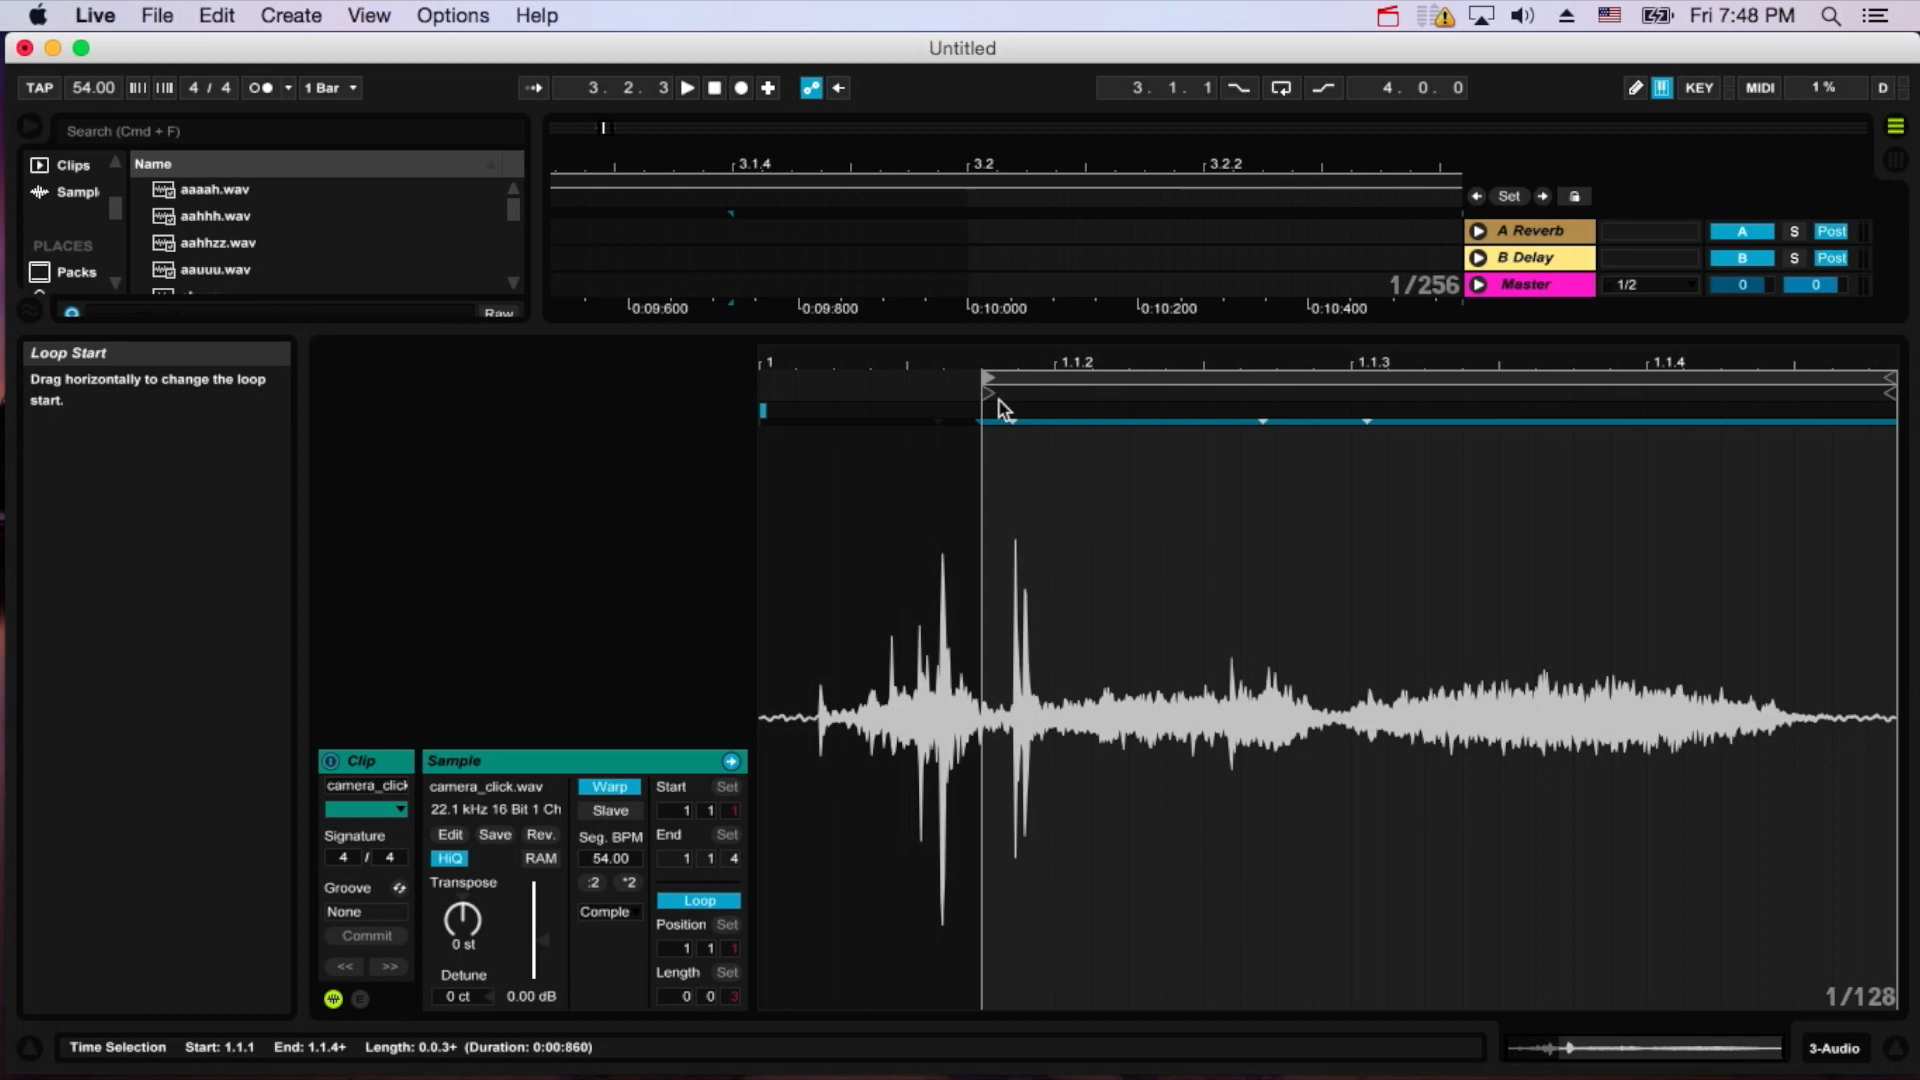 Live File Edit Create View Options Help Fri 7:48 PM
Untitled
TAP 54.00 4 / 4 1 Bar 3. 2. 3 3. 1. 1 4. 0. 0 KEY MIDI 1 % D
Search (Cmd + F)
Clips Name
Sampl
aaaah.wav
aahhh.wav
aahhzz.wav
aauuu.wav
PLACES
Packs
Raw
3.1.4 3.2 3.2.2
Set
A Reverb A S Post
B Delay B S Post
1/256 Master 1/2 0 0
0:09:600 0:09:800 0:10:000 0:10:200 0:10:400
Loop Start
Drag horizontally to change the loop
start.
1 1.1.2 1.1.3 1.1.4
Clip Sample
camera_click camera_click.wav Warp Start Set
22.1 kHz 16 Bit 1 Ch Slave 1 1 1
Signature Edit Save Rev. Seg. BPM End Set
4 / 4 HiQ RAM 54.00 1 1 4
Groove Transpose :2 *2 Loop
None Comple Position Set
Commit 0 st 1 1 1
<< >> Detune Length Set
E 0 ct 0.00 dB 0 0 3
1/128
Time Selection Start: 1.1.1 End: 1.1.4+ Length: 0.0.3+ (Duration: 0:00:860) 3-Audio